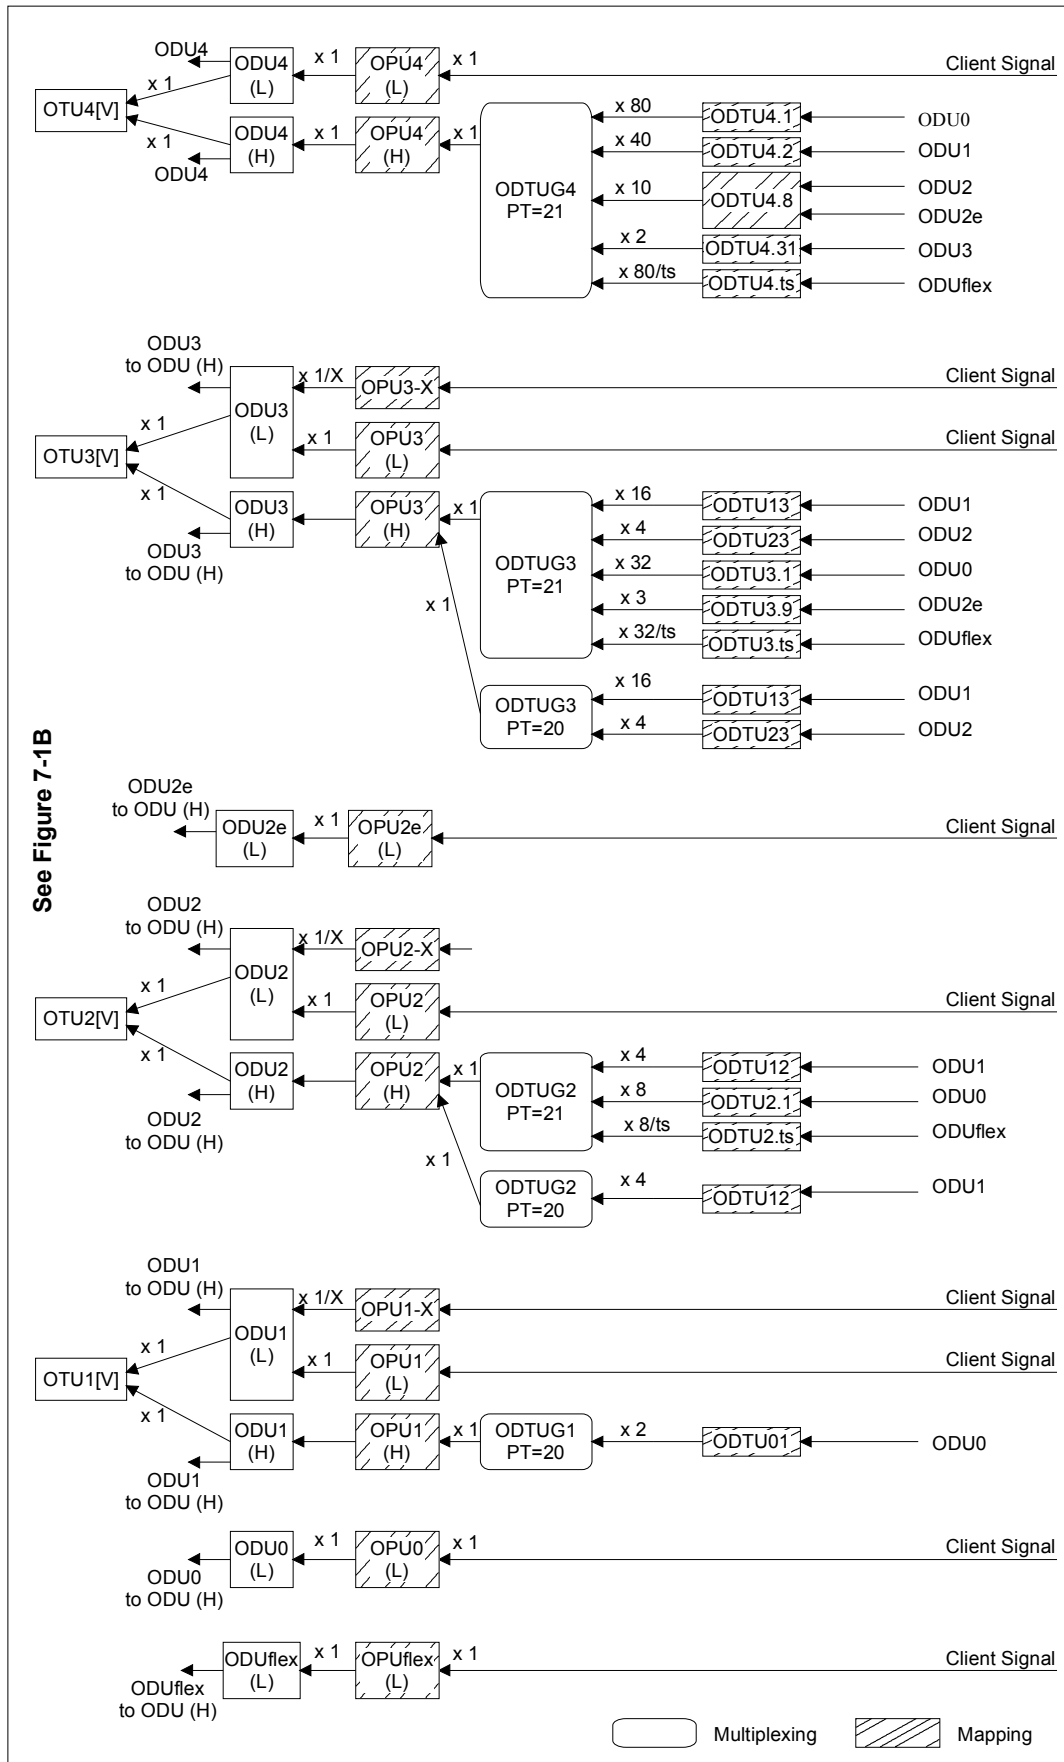 ODU4
x 1
ODU4
(L)
x 1
OPU4
(L)
x 1
Client Signal
OTU4[V]
x 1
ODU4
ODU4
(H)
x 1
OPU4
(H)
x 1
ODTUG4
PT=21
x 80
ODTU4.1
ODU0
x 40
ODTU4.2
ODU1
x 10
ODTU4.8
ODU2
ODU2e
x 2
ODTU4.31
ODU3
x 80/ts
ODTU4.ts
ODUflex
ODU3
to ODU (H)
x 1
ODU3
(L)
x 1/X
OPU3-X
Client Signal
x 1
OPU3
(L)
Client Signal
OTU3[V]
x 1
ODU3
to ODU (H)
ODU3
(H)
OPU3
(H)
x 1
x 1
ODTUG3
PT=21
x 16
ODTU13
ODU1
x 4
ODTU23
ODU2
x 32
ODTU3.1
ODU0
x 3
ODTU3.9
ODU2e
x 32/ts
ODTU3.ts
ODUflex
ODTUG3
PT=20
x 16
ODTU13
ODU1
x 4
ODTU23
ODU2
See Figure 7-1B
ODU2e
to ODU (H)
ODU2e
(L)
x 1
OPU2e
(L)
Client Signal
ODU2
to ODU (H)
x 1
ODU2
(L)
x 1/X
OPU2-X
x 1
OPU2
(L)
Client Signal
OTU2[V]
x 1
ODU2
to ODU (H)
ODU2
(H)
OPU2
(H)
x 1
x 1
ODTUG2
PT=21
x 4
ODTU12
ODU1
x 8
ODTU2.1
ODU0
x 8/ts
ODTU2.ts
ODUflex
ODTUG2
PT=20
x 4
ODTU12
ODU1
ODU1
to ODU (H)
x 1
ODU1
(L)
x 1/X
OPU1-X
Client Signal
x 1
OPU1
(L)
Client Signal
OTU1[V]
x 1
ODU1
to ODU (H)
ODU1
(H)
OPU1
(H)
x 1
ODTUG1
PT=20
x 2
ODTU01
ODU0
ODU0
to ODU (H)
ODU0
(L)
x 1
OPU0
(L)
x 1
Client Signal
ODUflex
to ODU (H)
ODUflex
(L)
x 1
OPUflex
(L)
x 1
Client Signal
Multiplexing
Mapping